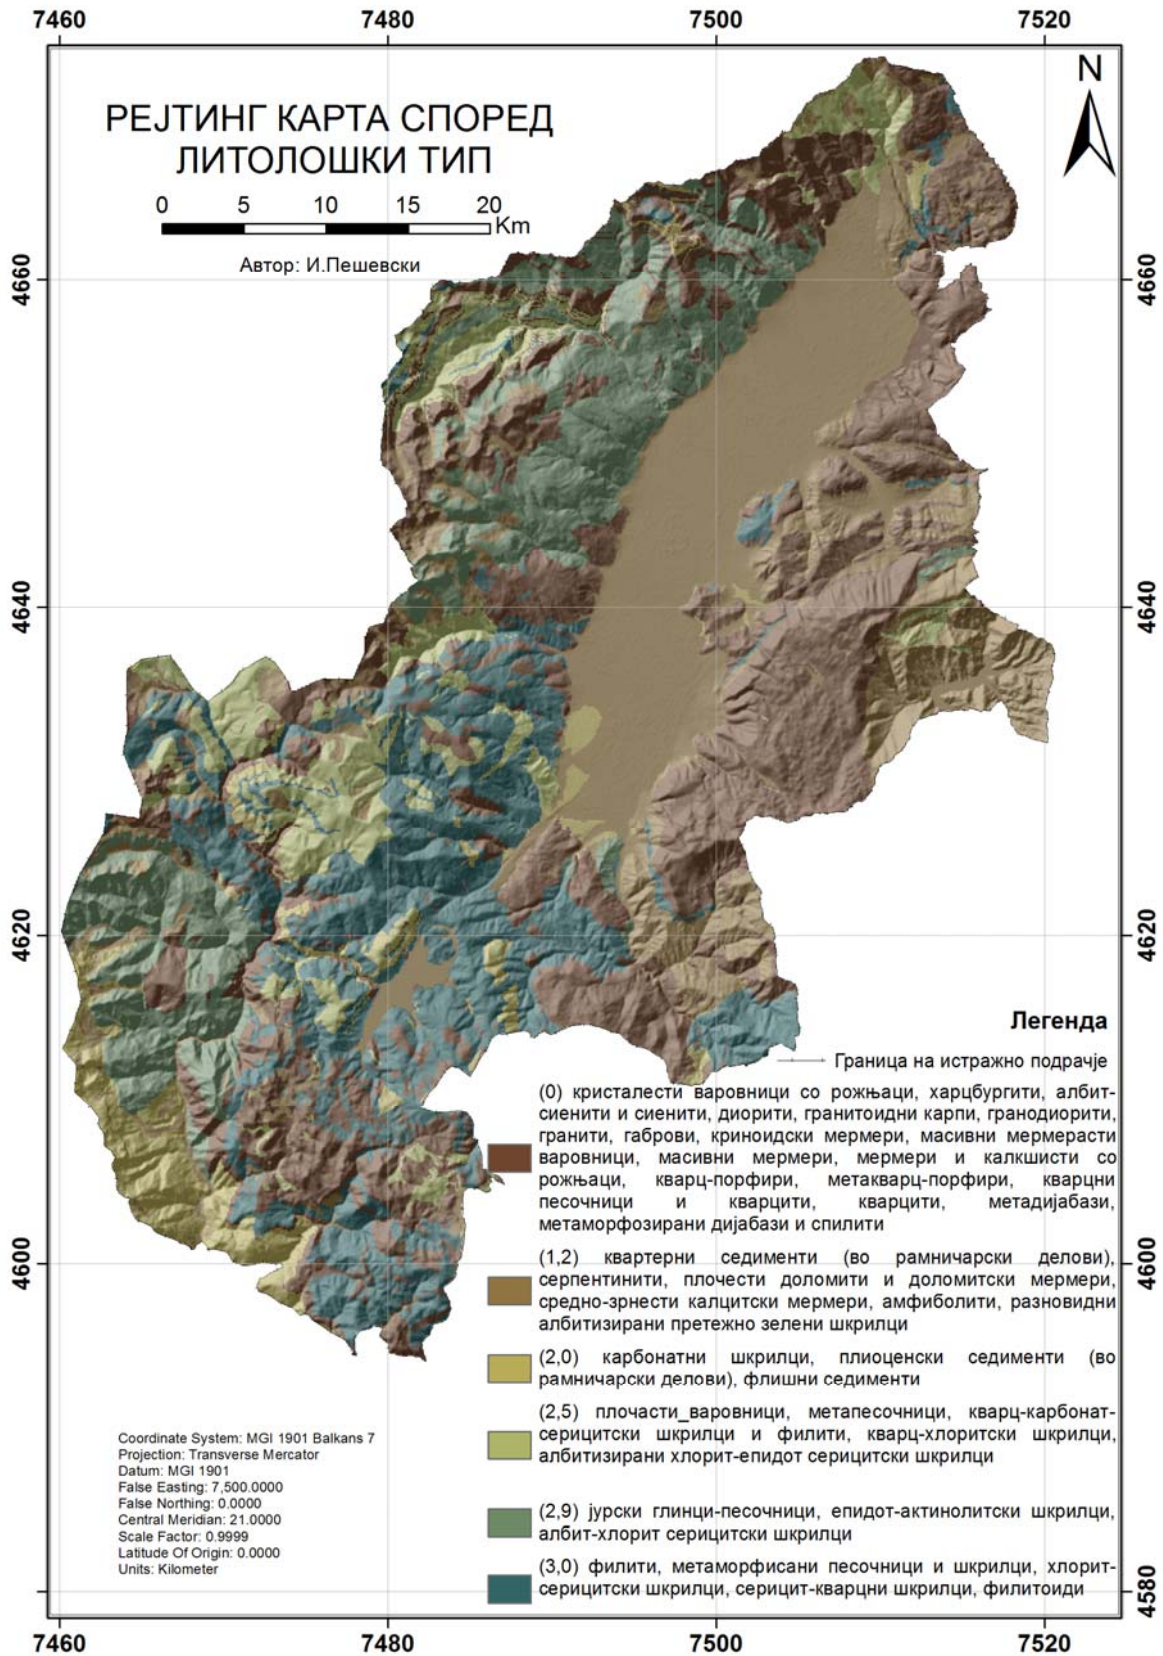 7460 7480 7500 7520
N
РЕЈТИНГ КАРТА СПОРЕД
ЛИТОЛОШКИ ТИП
0 5 10 15 20
Km
Автор: И.Пешевски
4660 4660
4640 4640
4620 4620
4600 4600
4580
Легенда
Граница на истражно подрачје
(0) кристалести варовници со рожњаци, харцбургити, албит-
сиенити и сиенити, диорити, гранитоидни карпи, гранодиорити,
гранити, габрови, криноидски мермери, масивни мермерасти
варовници, масивни мермери, мермери и калкшисти со
рожњаци, кварц-порфири, метакварц-порфири, кварцни
песочници и кварцити, кварцити, метадијабази,
метаморфозирани дијабази и спилити
(1,2) квартерни седименти (во рамничарски делови),
серпентинити, плочести доломити и доломитски мермери,
средно-зрнести калцитски мермери, амфиболити, разновидни
албитизирани претежно зелени шкрилци
(2,0) карбонатни шкрилци, плиоценски седименти (во
рамничарски делови), флишни седименти
(2,5) плочасти_варовници, метапесочници, кварц-карбонат-
серицитски шкрилци и филити, кварц-хлоритски шкрилци,
албитизирани хлорит-епидот серицитски шкрилци
(2,9) јурски глинци-песочници, епидот-актинолитски шкрилци,
албит-хлорит серицитски шкрилци
(3,0) филити, метаморфисани песочници и шкрилци, хлорит-
серицитски шкрилци, серицит-кварцни шкрилци, филитоиди
Coordinate System: MGI 1901 Balkans 7
Projection: Transverse Mercator
Datum: MGI 1901
False Easting: 7,500.0000
False Northing: 0.0000
Central Meridian: 21.0000
Scale Factor: 0.9999
Latitude Of Origin: 0.0000
Units: Kilometer
7460 7480 7500 7520